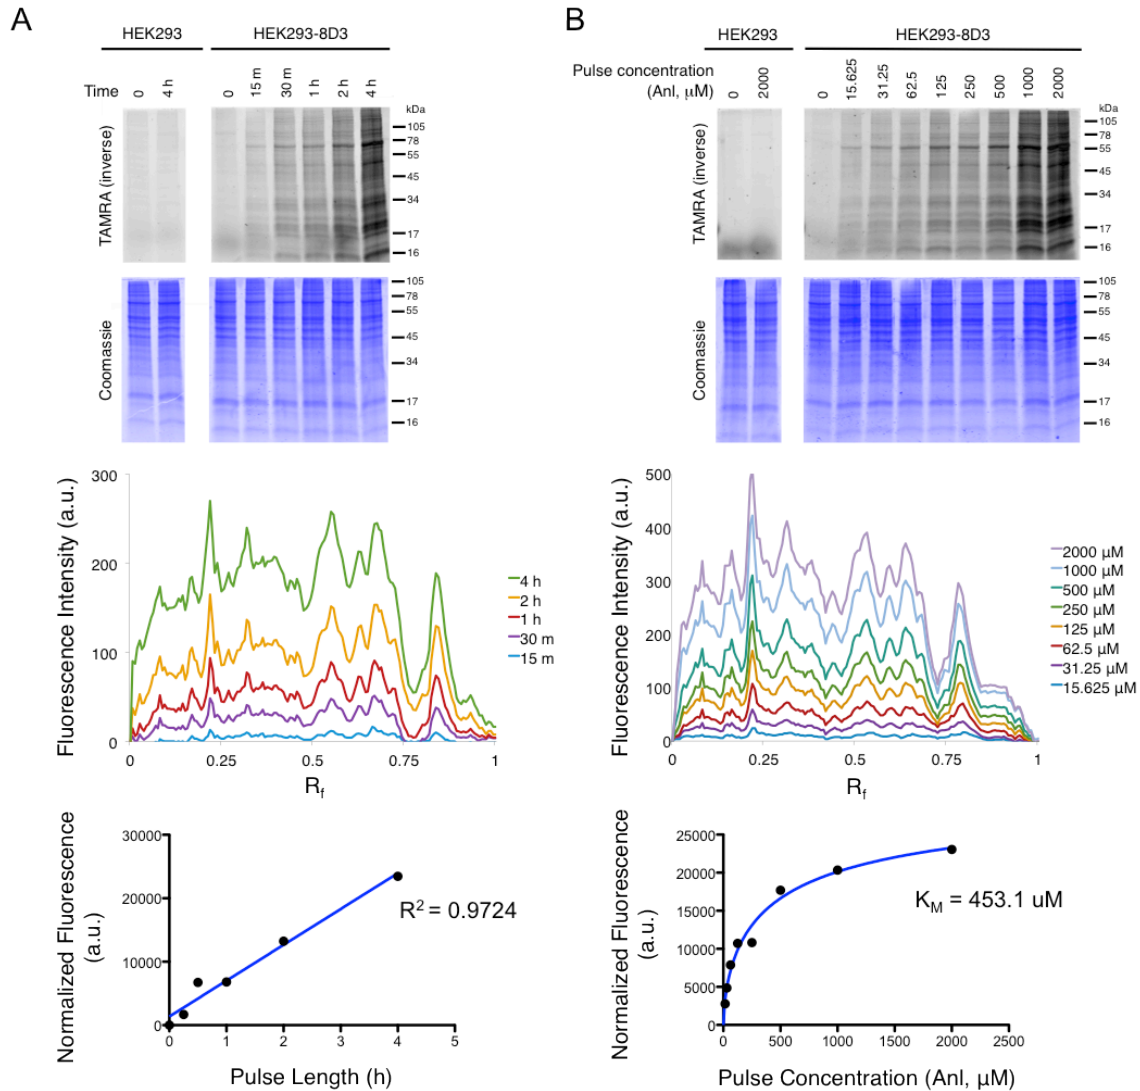 A
HEK293
HEK293-8D3
Time
0
4 h
0
15 m
30 m
1 h
2 h
4 h
kDa
TAMRA (inverse)
105
78
55
45
34
17
16
Coomassie
105
78
55
45
34
17
16
Fluorescence Intensity (a.u.)
300
200
100
0
0
0.25
0.5
0.75
1
Rf
4 h
2 h
1 h
30 m
15 m
Normalized Fluorescence
(a.u.)
30000
20000
10000
0
0
1
2
3
4
5
R2 = 0.9724
Pulse Length (h)
B
HEK293
HEK293-8D3
Pulse concentration
(Anl, μM)
0
2000
0
15.625
31.25
62.5
125
250
500
1000
2000
kDa
TAMRA (inverse)
105
78
55
45
34
17
16
Coomassie
105
78
55
45
34
17
16
Fluorescence Intensity (a.u.)
500
400
300
200
100
0
0
0.25
0.5
0.75
1
Rf
2000 μM
1000 μM
500 μM
250 μM
125 μM
62.5 μM
31.25 μM
15.625 μM
Normalized Fluorescence
(a.u.)
25000
20000
15000
10000
5000
0
0
500
1000
1500
2000
2500
KM = 453.1 uM
Pulse Concentration (Anl, μM)